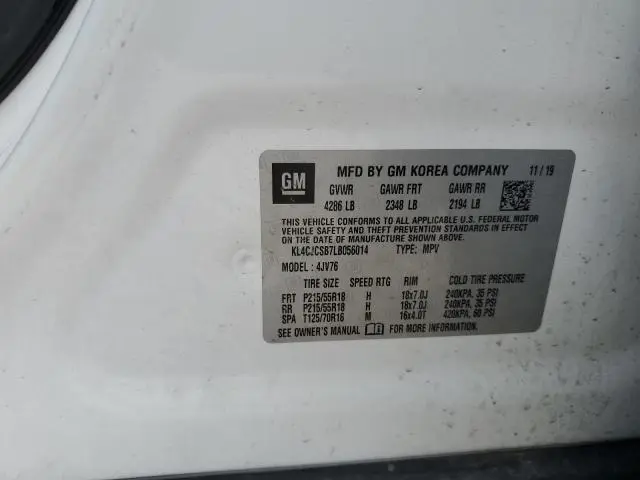 GM
MFD BY GM KOREA COMPANY 11/19
GVWR GAWR FRT GAWR RR
4286 LB 2348 LB 2194 LB
THIS VEHICLE CONFORMS TO ALL APPLICABLE U.S. FEDERAL MOTOR
VEHICLE SAFETY AND THEFT PREVENTION STANDARDS IN EFFECT ON
THE DATE OF MANUFACTURE SHOWN ABOVE.
KL4CJCSB7LB056014 TYPE: MPV
MODEL: 4JV76
TIRE SIZE SPEED RTG RIM COLD TIRE PRESSURE
FRT P215/55R18 H 18x7.0J 240KPA, 35 PSI
RR P215/55R18 H 18x7.0J 240KPA, 35 PSI
SPA T125/70R16 M 16x4.0T 420KPA, 60 PSI
SEE OWNER'S MANUAL FOR MORE INFORMATION.